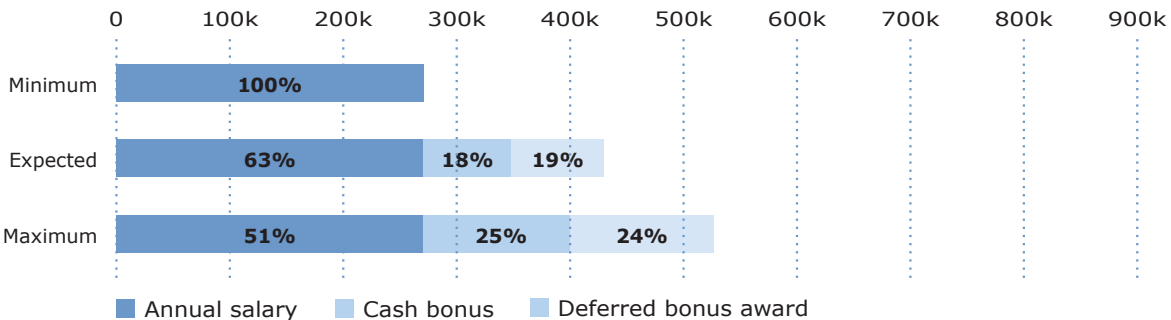 0 100k 200k 300k 400k 500k 600k 700k 800k 900k
Minimum 100%
Expected 63% 18% 19%
Maximum 51% 25% 24%
Annual salary Cash bonus Deferred bonus award